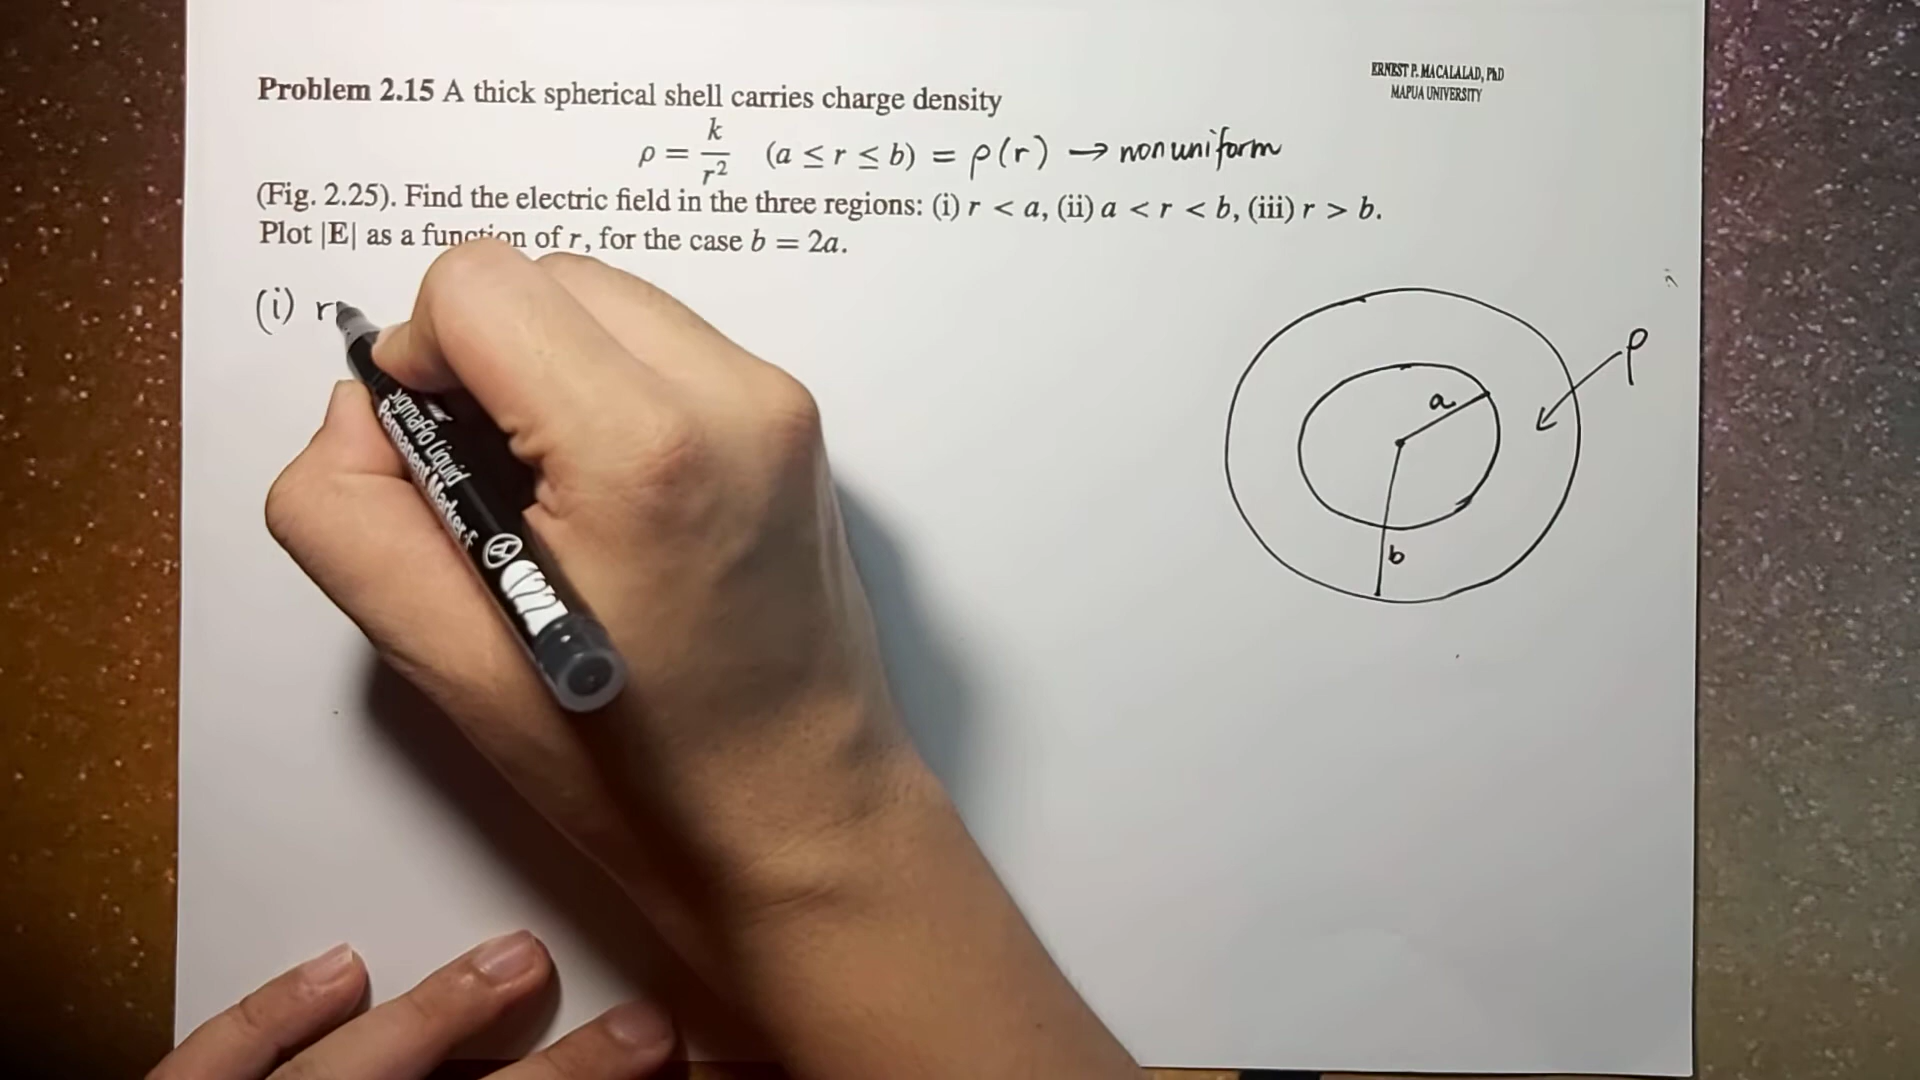 Problem 2.15 A thick spherical shell carries charge density
ERNEST P. MACALALAD, PhD
MAPUA UNIVERSITY
ρ = k/r² (a ≤ r ≤ b) = ρ(r) → nonuniform
(Fig. 2.25). Find the electric field in the three regions: (i) r < a, (ii) a < r < b, (iii) r > b.
Plot |E| as a function of r, for the case b = 2a.
(i) r
ρ
a
b
SigmaFlo Liquid
Permanent Marker-F